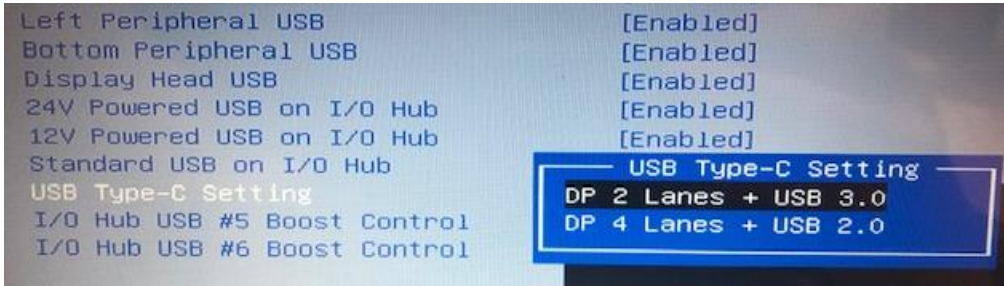 Left Peripheral USB [Enabled]
Bottom Peripheral USB [Enabled]
Display Head USB [Enabled]
24V Powered USB on I/O Hub [Enabled]
12V Powered USB on I/O Hub [Enabled]
Standard USB on I/O Hub
USB Type-C Setting
I/O Hub USB #5 Boost Control
I/O Hub USB #6 Boost Control
USB Type-C Setting
DP 2 Lanes + USB 3.0
DP 4 Lanes + USB 2.0